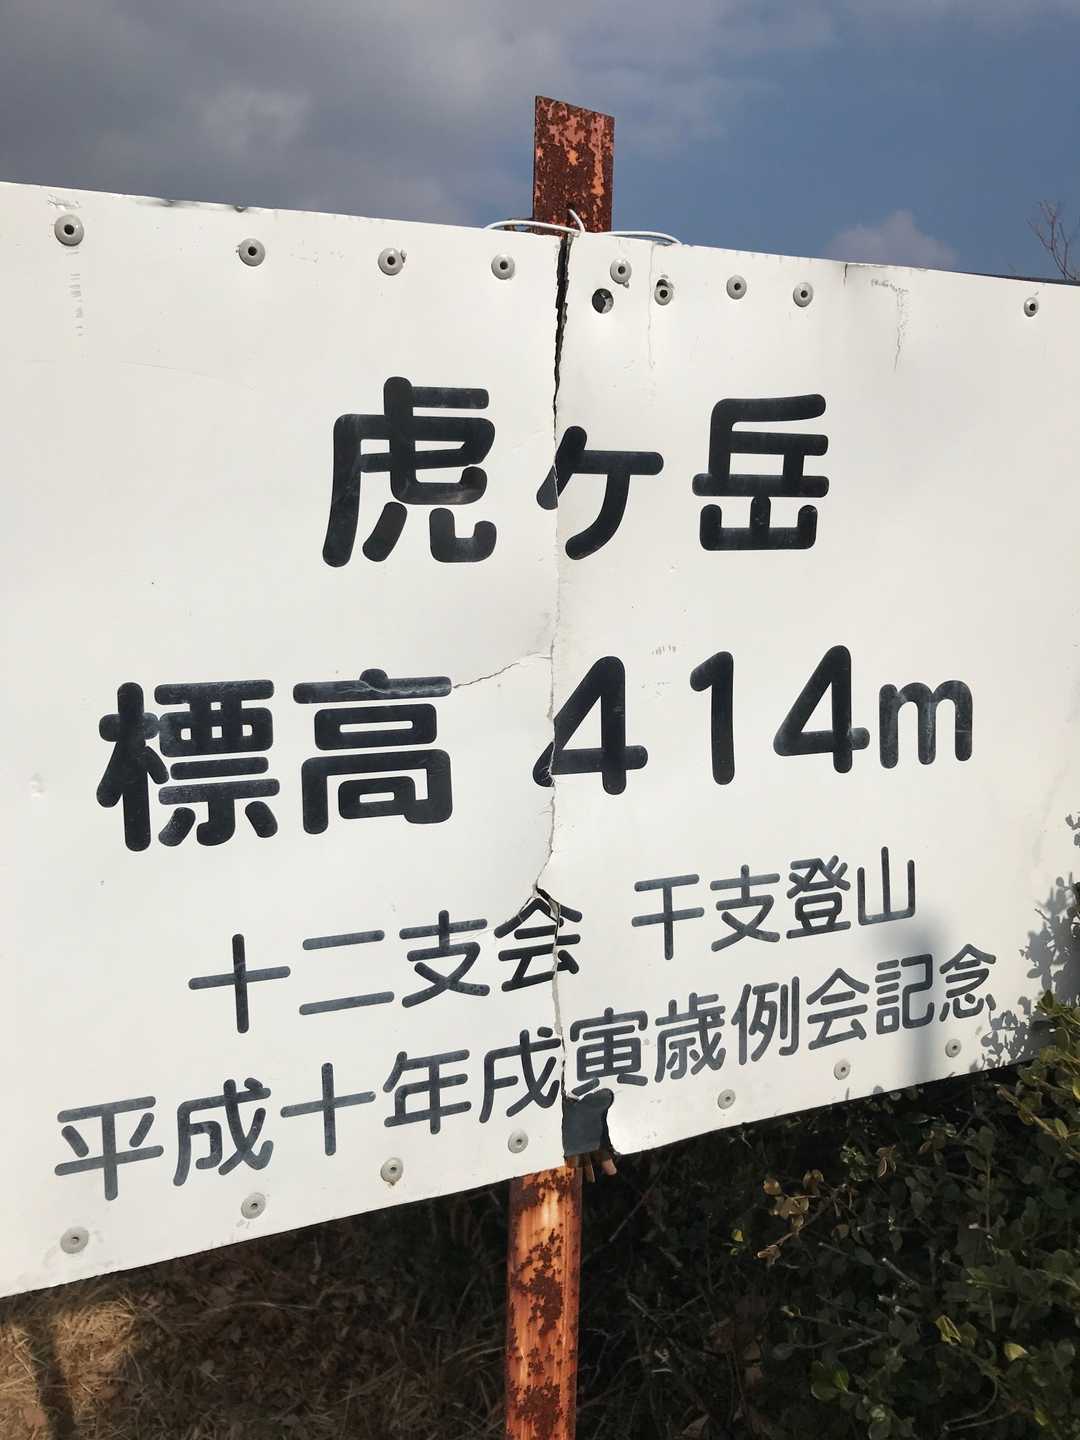 虎ヶ岳
標高 414m
十二支会 干支登山
平成十年戌寅歳例会記念